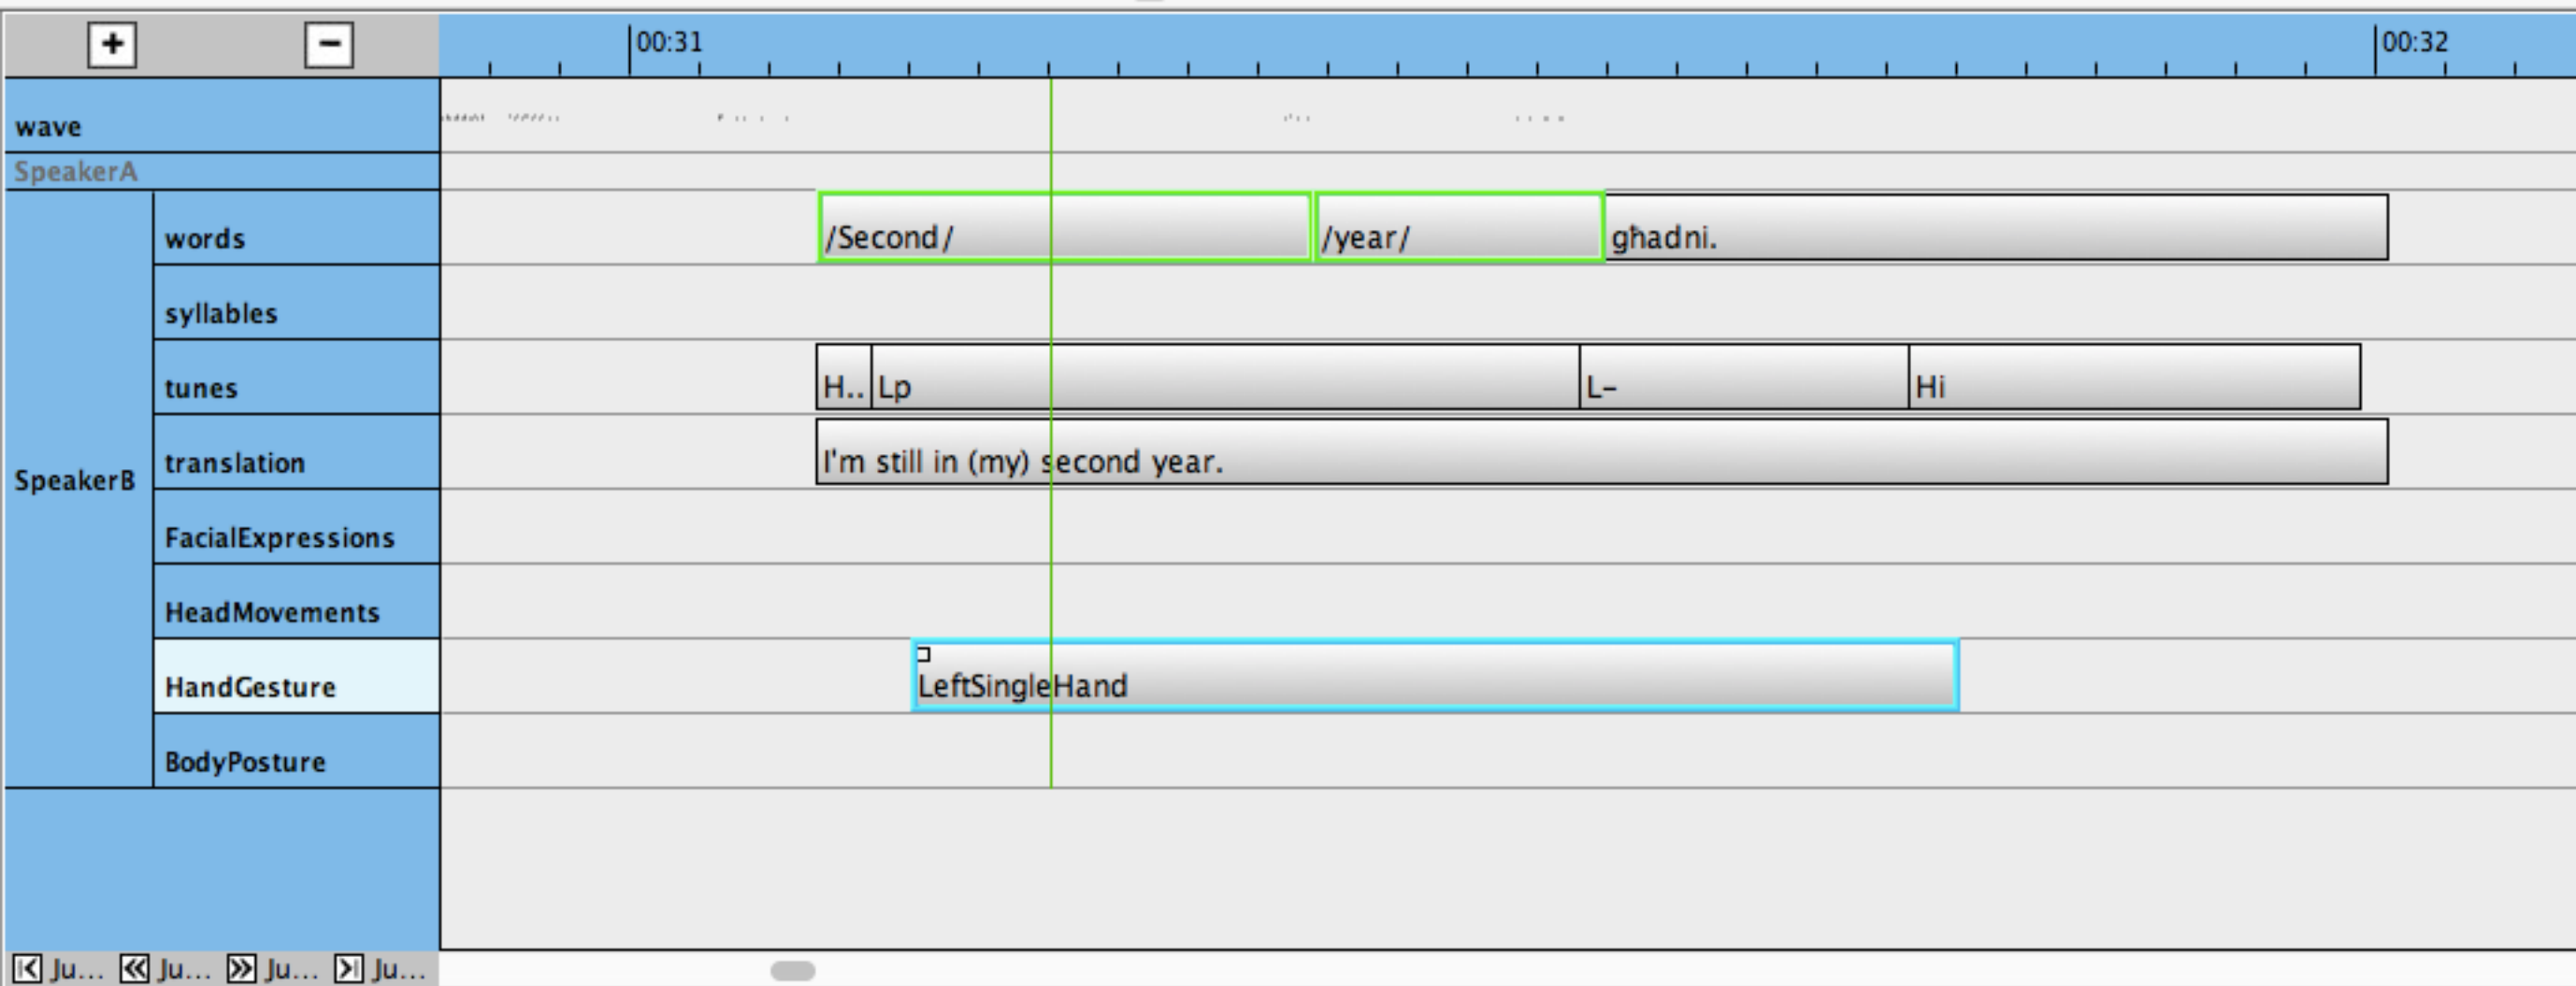 + −
00:31 00:32
wave
SpeakerA
SpeakerB
words /Second/ /year/ għadni.
syllables
tunes H.. Lp L− Hi
translation I'm still in (my) second year.
FacialExpressions
HeadMovements
HandGesture LeftSingleHand
BodyPosture
Ju... Ju... Ju... Ju...